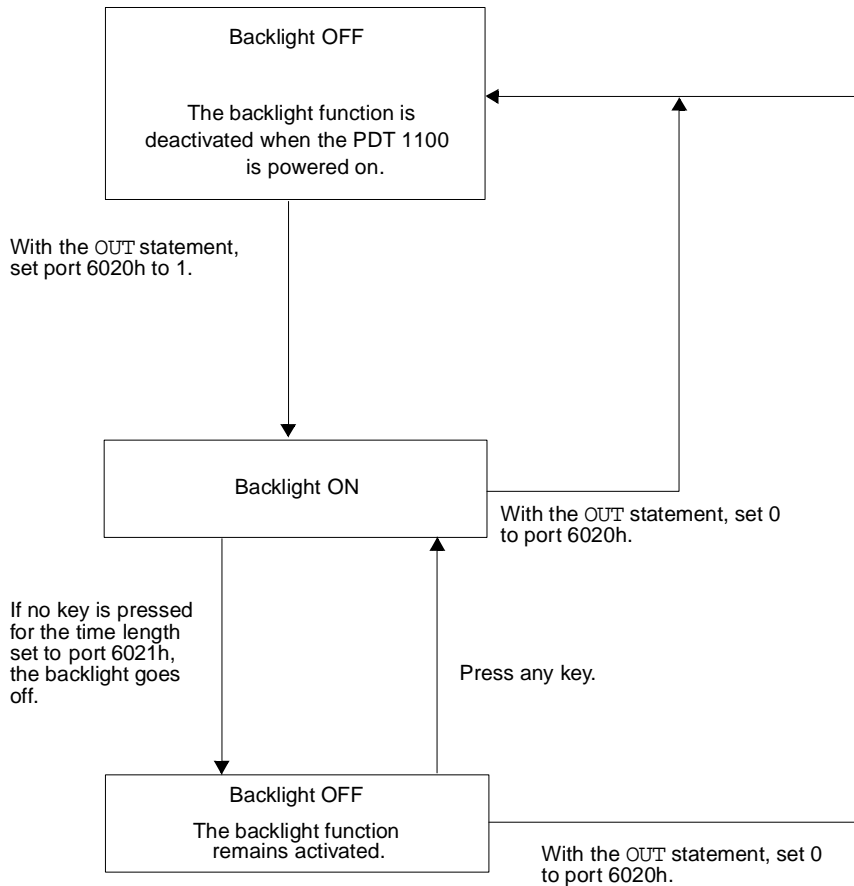 Backlight OFF
The backlight function is
deactivated when the PDT 1100
is powered on.
With the OUT statement,
set port 6020h to 1.
Backlight ON
With the OUT statement, set 0
to port 6020h.
If no key is pressed
for the time length
set to port 6021h,
the backlight goes
off.
Press any key.
Backlight OFF
The backlight function
remains activated.
With the OUT statement, set 0
to port 6020h.